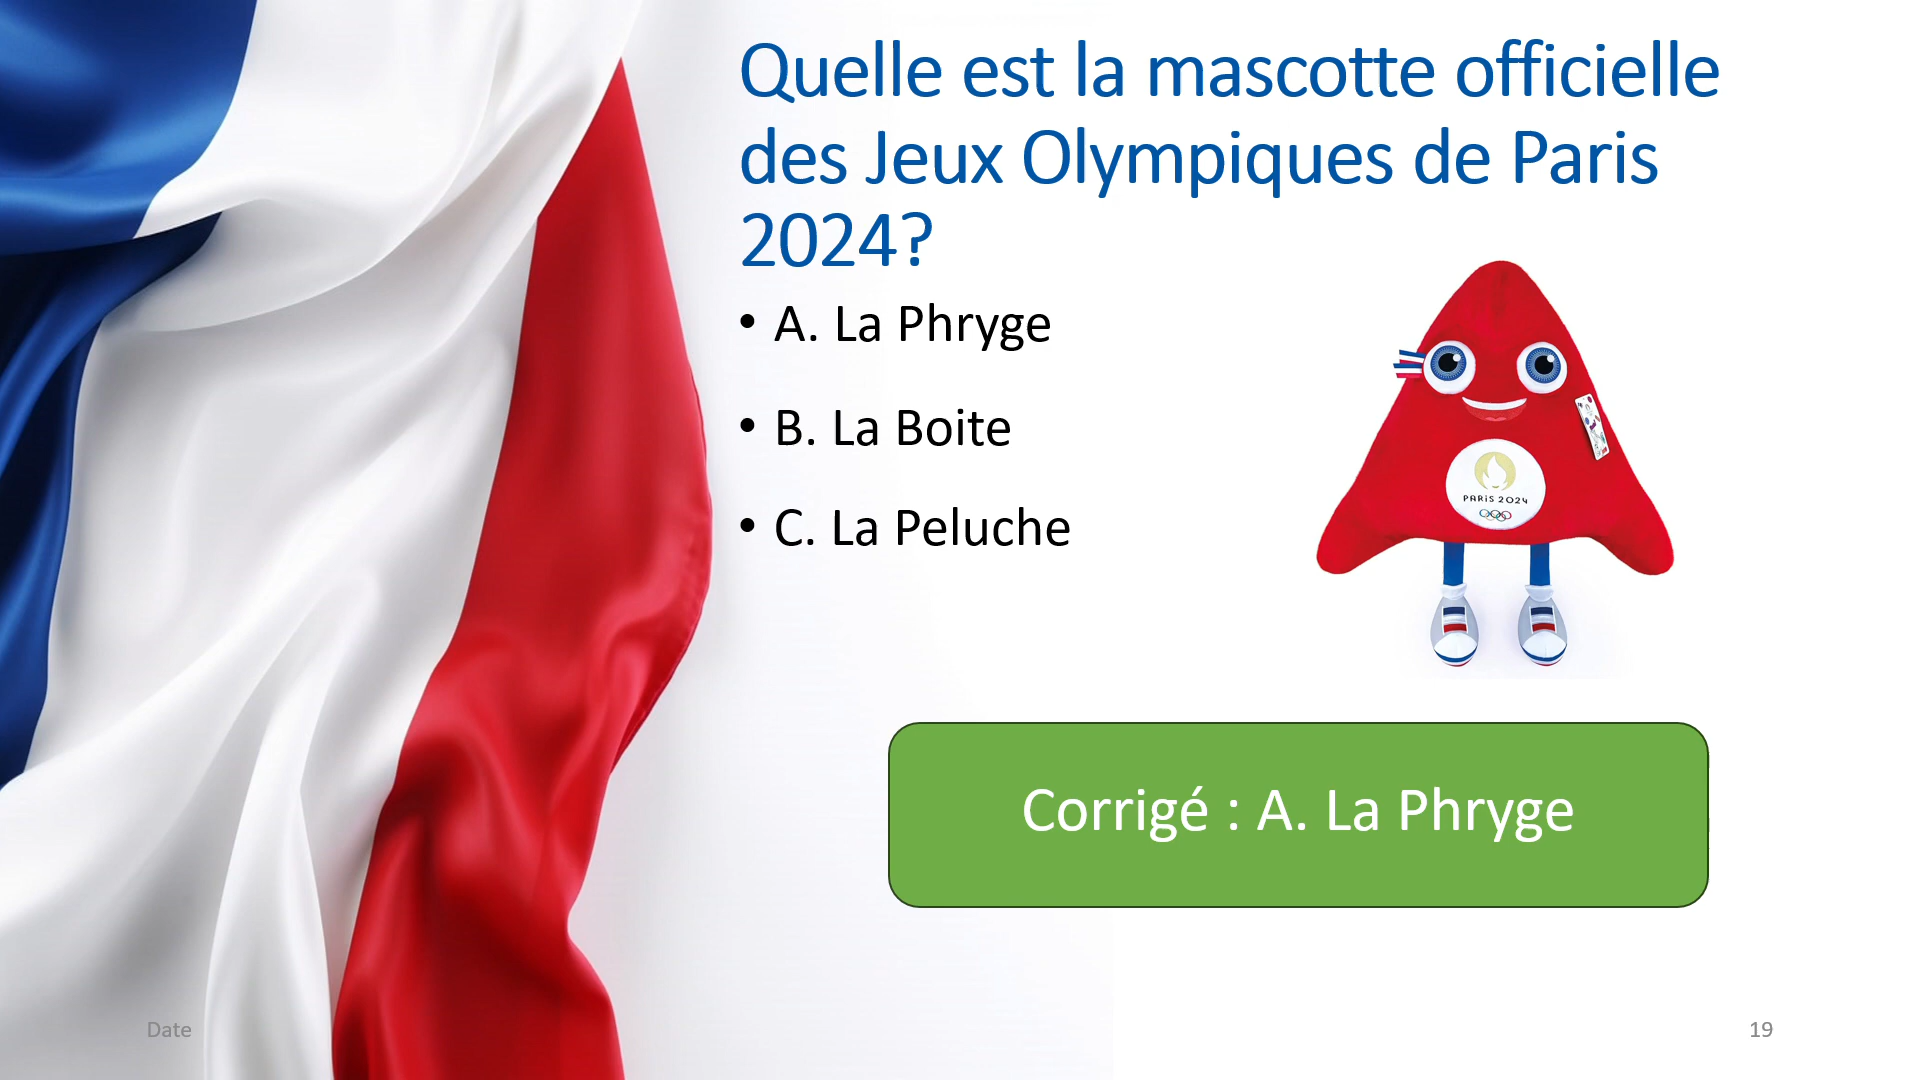 Quelle est la mascotte officielle
des Jeux Olympiques de Paris
2024?
• A. La Phryge
• B. La Boite
• C. La Peluche
PARIS 2024
Corrigé : A. La Phryge
Date
19